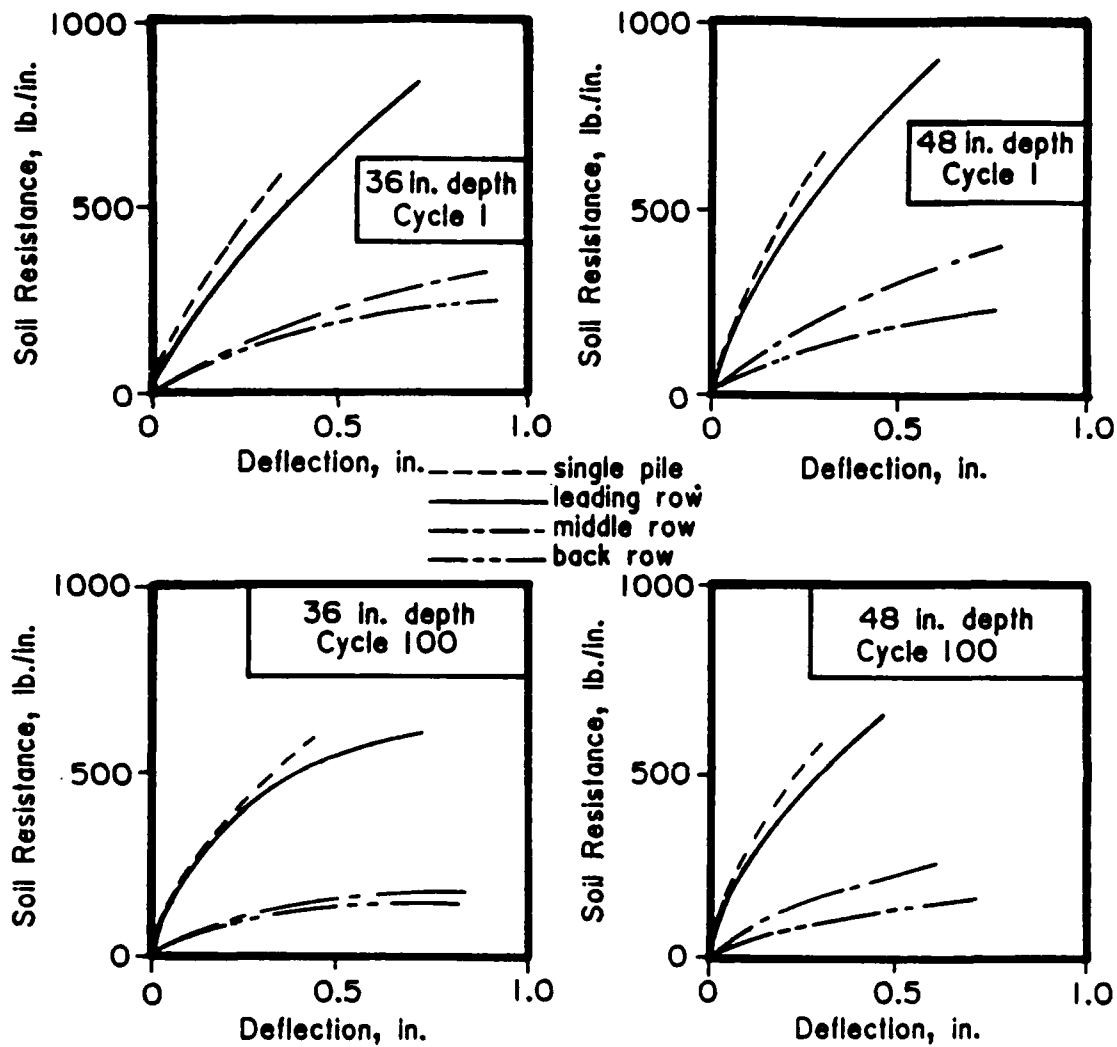 1000
500
0
Soil Resistance, lb./in.
36 in. depth
Cycle 1
0 0.5 1.0
Deflection, in.
1000
500
0
Soil Resistance, lb./in.
48 in. depth
Cycle 1
0 0.5 1.0
Deflection, in.
single pile
leading row
middle row
back row
1000
500
0
Soil Resistance, lb./in.
36 in. depth
Cycle 100
0 0.5 1.0
Deflection, in.
1000
500
0
Soil Resistance, lb./in.
48 in. depth
Cycle 100
0 0.5 1.0
Deflection, in.